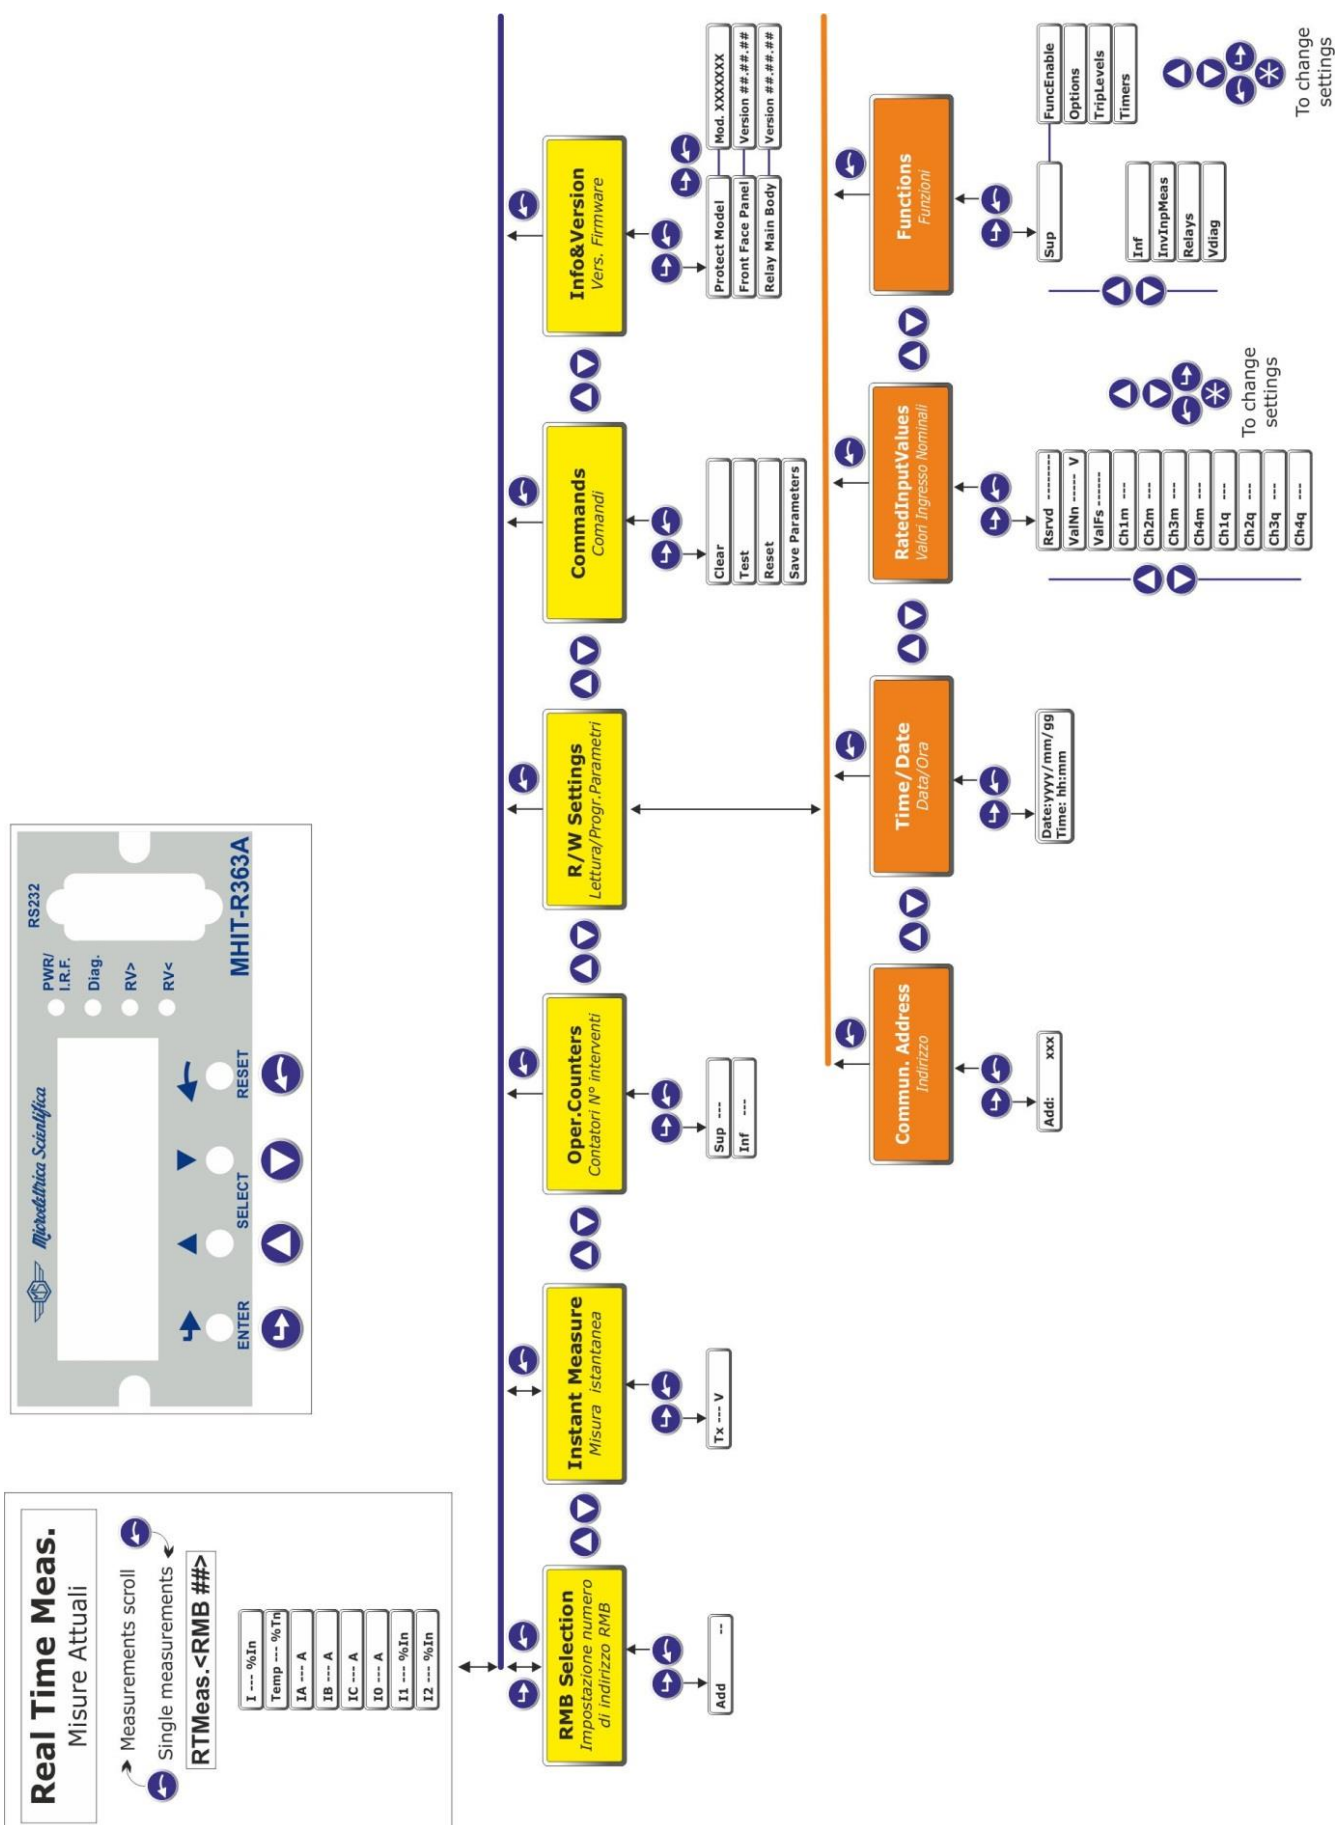 Real Time Meas.
Misure Attuali
Measurements scroll
Single measurements
RTMeas.<RMB ##>
I --- %In
Temp --- %Tn
IA --- A
IB --- A
IC --- A
I0 --- A
I1 --- %In
I2 --- %In
Microelettrica Scientifica
ENTER
SELECT
RESET
PWR/
I.R.F.
Diag.
RV>
RV<
RS232
MHIT-R363A
RMB Selection
Impostazione numero
di indirizzo RMB
Add --
Instant Measure
Misura istantanea
Tx --- V
Oper.Counters
Contatori N° interventi
Sup ---
Inf ---
R/W Settings
Lettura/Progr.Parametri
Commands
Comandi
Clear
Test
Reset
Save Parameters
Info&Version
Vers. Firmware
Protect Model
Mod. XXXXXXX
Front Face Panel
Version ##.##.##
Relay Main Body
Version ##.##.##
Commun. Address
Indirizzo
Add: xxx
Time/Date
Data/Ora
Date:yyyy/mm/gg
Time: hh:mm
RatedInputValues
Valori Ingresso Nominali
Rsrvd ---------
ValNn ----- V
ValFs ------
Ch1m ---
Ch2m ---
Ch3m ---
Ch4m ---
Ch1q ---
Ch2q ---
Ch3q ---
Ch4q ---
To change
settings
Functions
Funzioni
Sup
FuncEnable
Options
TripLevels
Timers
Inf
InvInpMeas
Relays
Vdiag
To change
settings